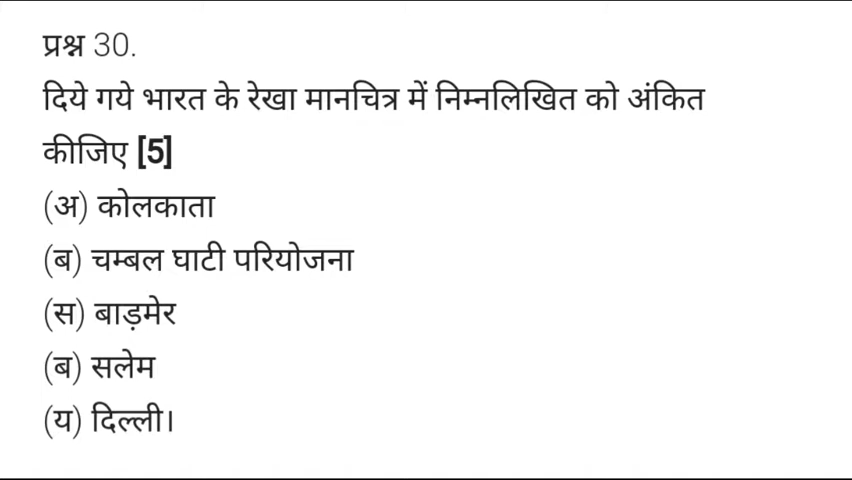 प्रश्न 30.
दिये गये भारत के रेखा मानचित्र में निम्नलिखित को अंकित
कीजिए [5]
(अ) कोलकाता
(ब) चम्बल घाटी परियोजना
(स) बाड़मेर
(ब) सलेम
(य) दिल्ली।